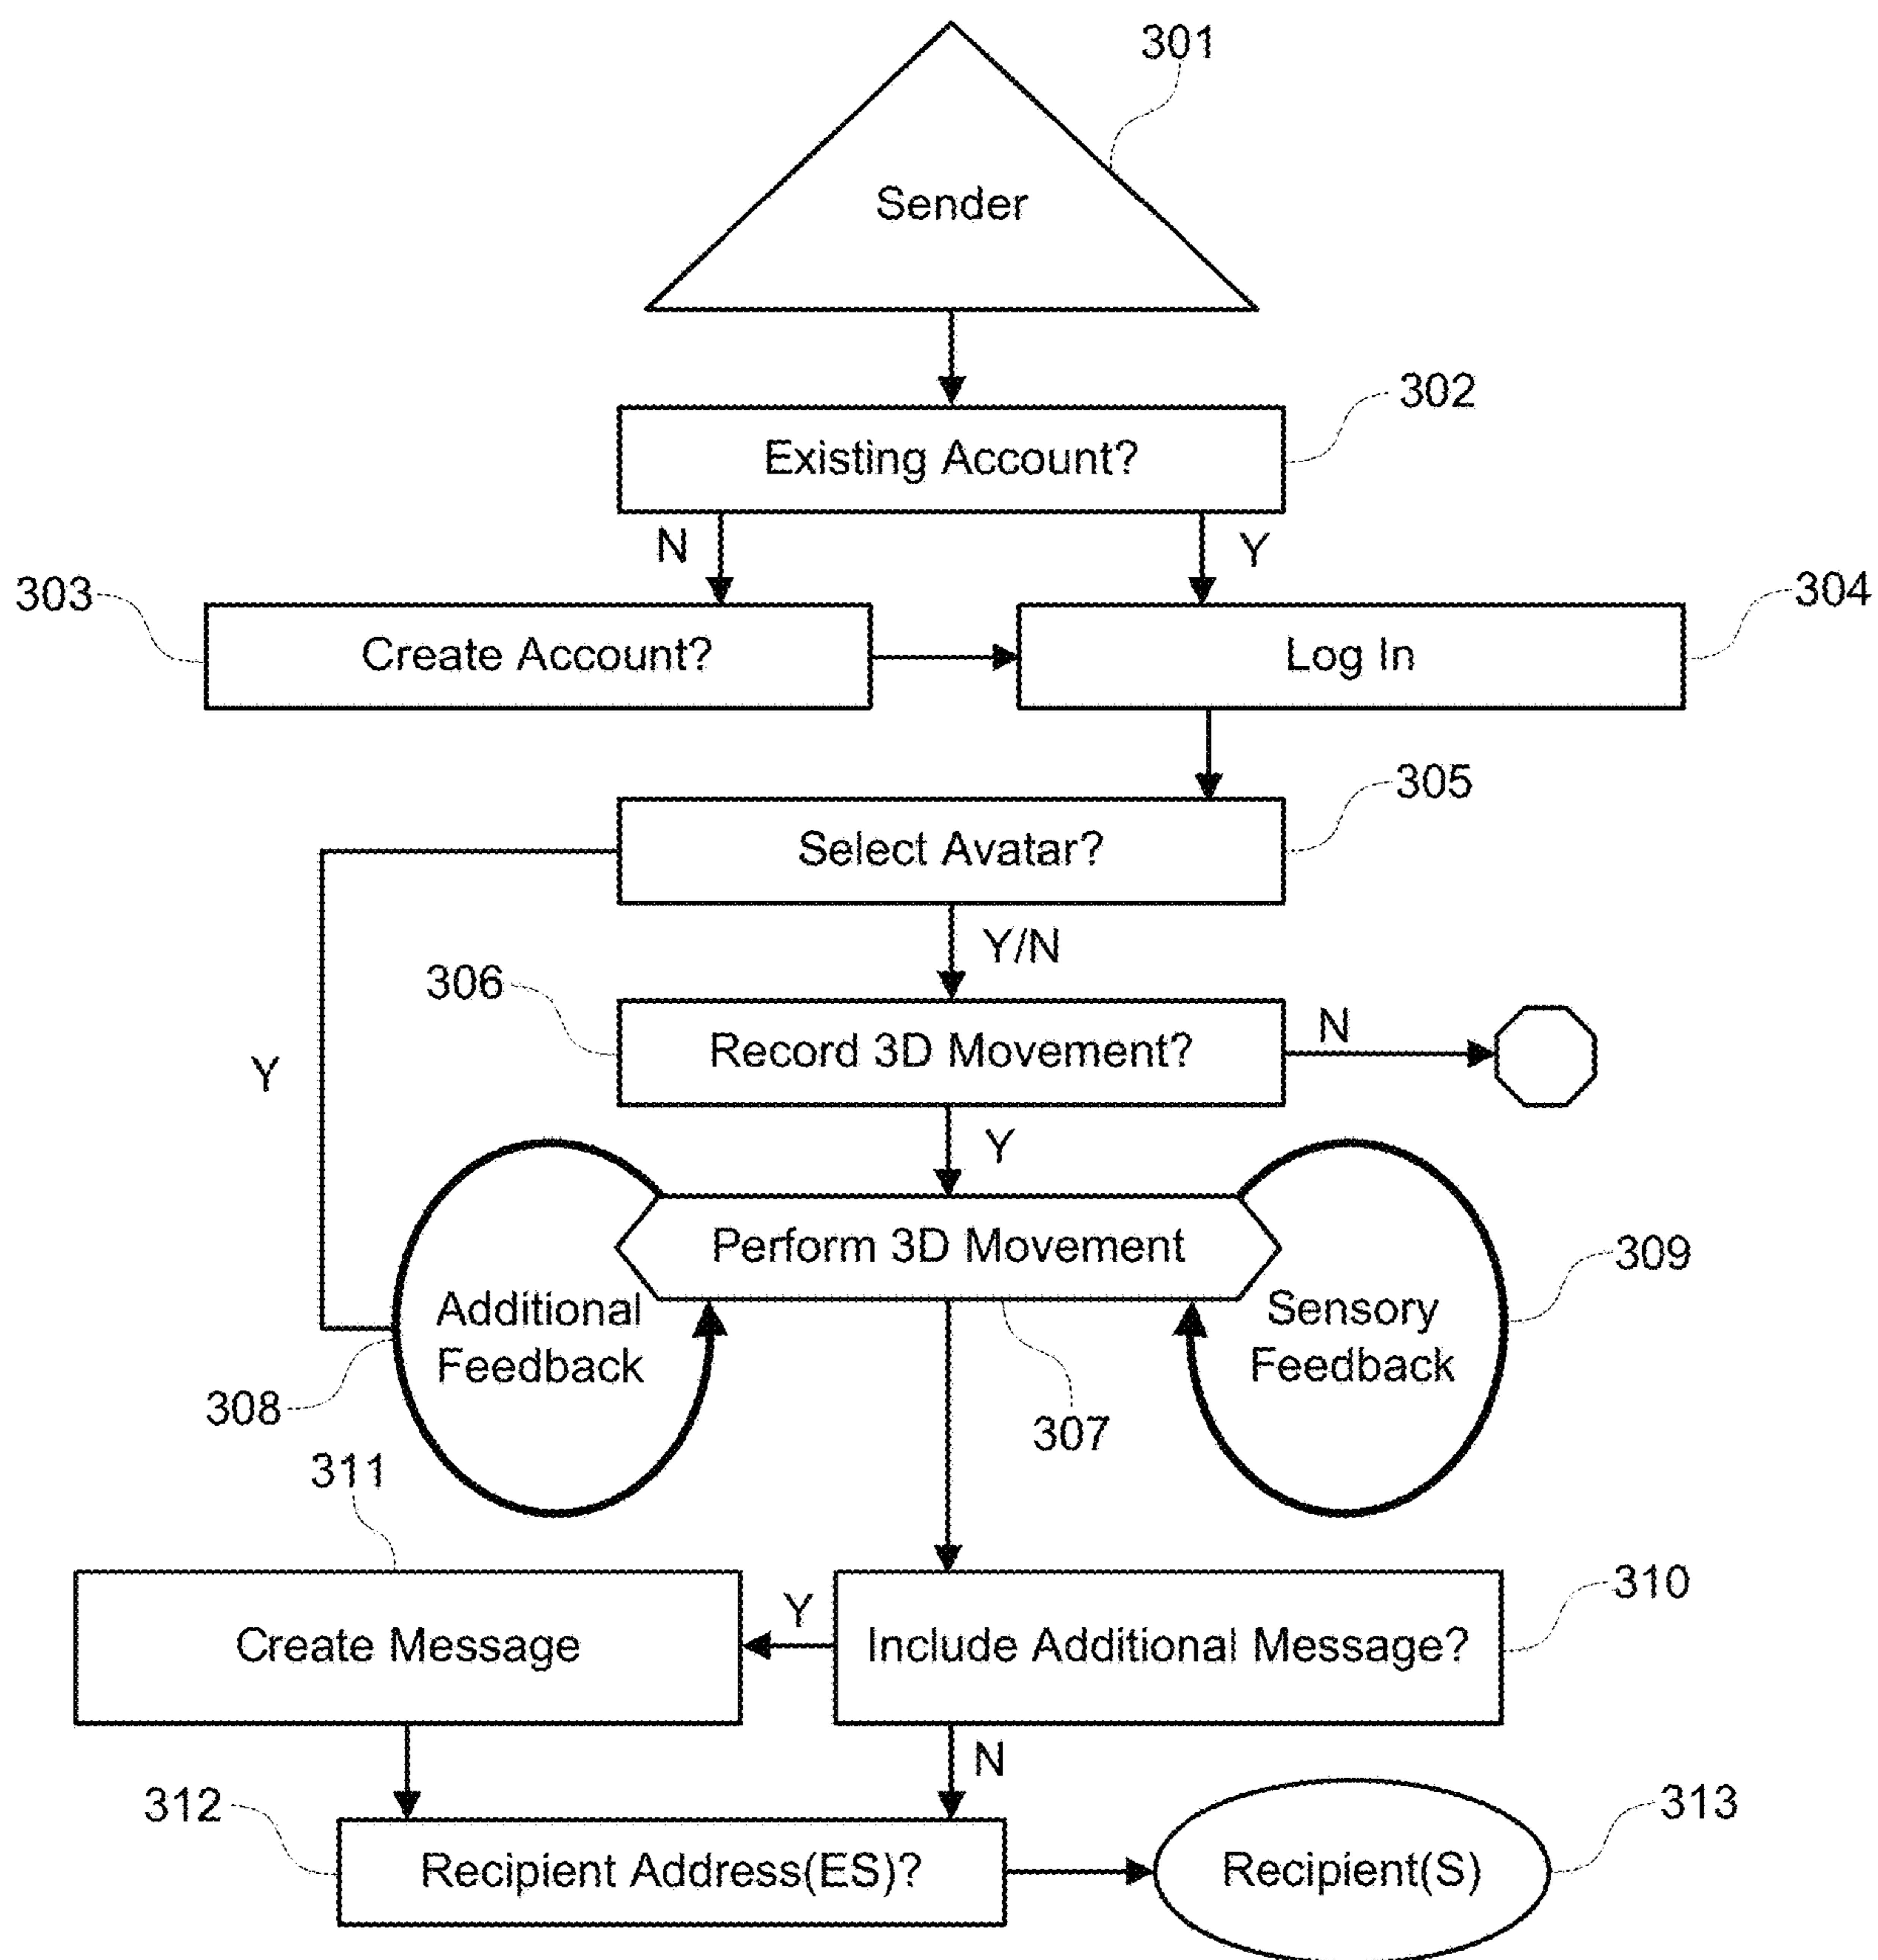 301
Sender
302
Existing Account?
N
Y
303
304
Create Account?
Log In
305
Select Avatar?
Y/N
306
N
Record 3D Movement?
Y
Y
Perform 3D Movement
309
Additional
Feedback
Sensory
Feedback
308
307
311
310
Y
Create Message
Include Additional Message?
N
312
313
Recipient Address(ES)?
Recipient(S)